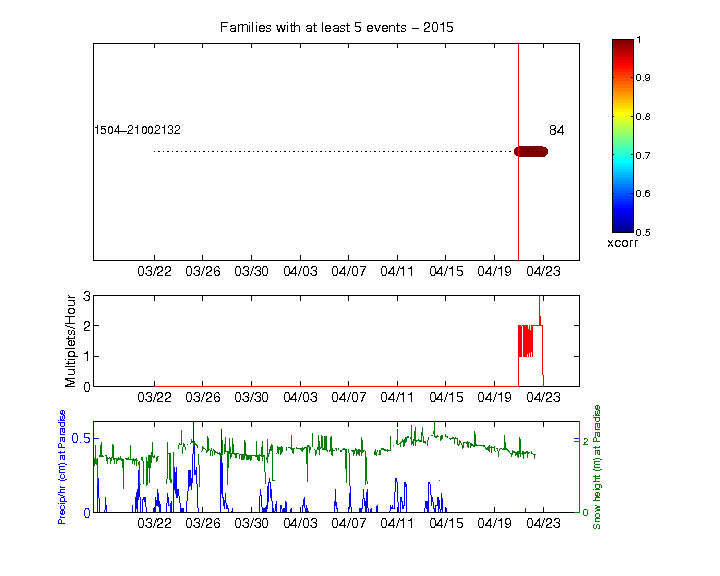 Families with at least 5 events − 2015
1504−21002132
84
1
0.9
0.8
0.7
0.6
0.5
xcorr
03/22 03/26 03/30 04/03 04/07 04/11 04/15 04/19 04/23
Multiplets/Hour
3
2
1
0
03/22 03/26 03/30 04/03 04/07 04/11 04/15 04/19 04/23
Precip/hr (cm) at Paradise
0.5
0
2
0
Snow height (m) at Paradise
03/22 03/26 03/30 04/03 04/07 04/11 04/15 04/19 04/23